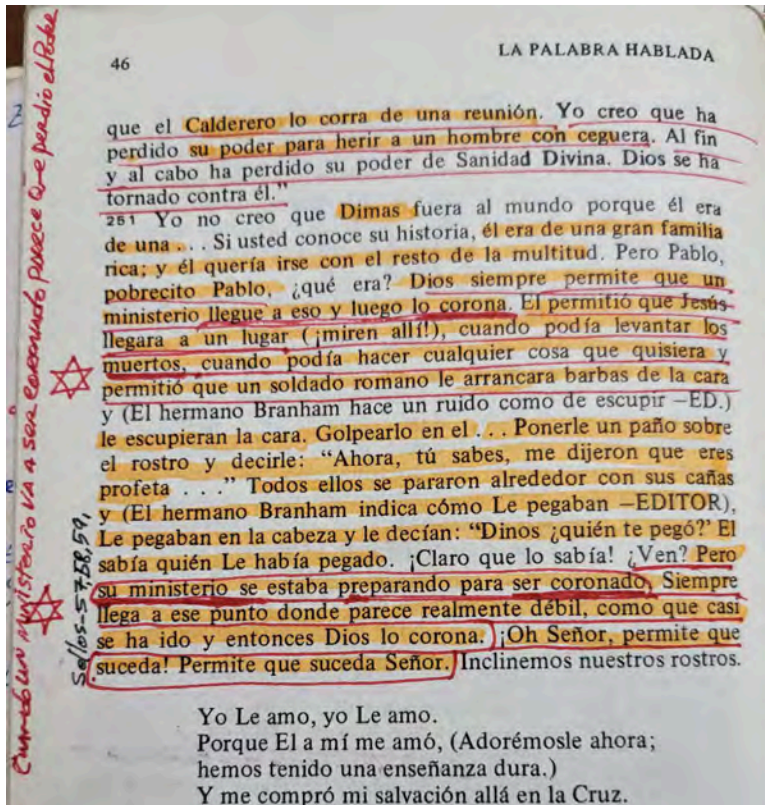 46
LA PALABRA HABLADA
que el Calderero lo corra de una reunión. Yo creo que ha
perdido su poder para herir a un hombre con ceguera. Al fin
y al cabo ha perdido su poder de Sanidad Divina. Dios se ha
tornado contra él."
251 Yo no creo que Dimas fuera al mundo porque él era
de una . . . Si usted conoce su historia, él era de una gran familia
rica; y él quería irse con el resto de la multitud. Pero Pablo,
pobrecito Pablo, ¿qué era? Dios siempre permite que un
ministerio llegue a eso y luego lo corona. El permitió que Jesús
llegara a un lugar (¡miren allí!), cuando podía levantar los
muertos, cuando podía hacer cualquier cosa que quisiera y
permitió que un soldado romano le arrancara barbas de la cara
y (El hermano Branham hace un ruido como de escupir —ED.)
le escupieran la cara. Golpearlo en el . . . Ponerle un paño sobre
el rostro y decirle: "Ahora, tú sabes, me dijeron que eres
profeta . . ." Todos ellos se pararon alrededor con sus cañas
y (El hermano Branham indica cómo Le pegaban —EDITOR),
Le pegaban en la cabeza y le decían: "Dinos ¿quién te pegó?' El
sabía quién Le había pegado. ¡Claro que lo sabía! ¿Ven? Pero
su ministerio se estaba preparando para ser coronado. Siempre
llega a ese punto donde parece realmente débil, como que casi
se ha ido y entonces Dios lo corona. ¡Oh Señor, permite que
suceda! Permite que suceda Señor. Inclinemos nuestros rostros.
Yo Le amo, yo Le amo.
Porque El a mí me amó, (Adorémosle ahora;
hemos tenido una enseñanza dura.)
Y me compró mi salvación allá en la Cruz.
CUANDO UN MINISTERIO VA A SER CORONADO PARECE QUE perdio el Poder
Sellos-57,58,59,